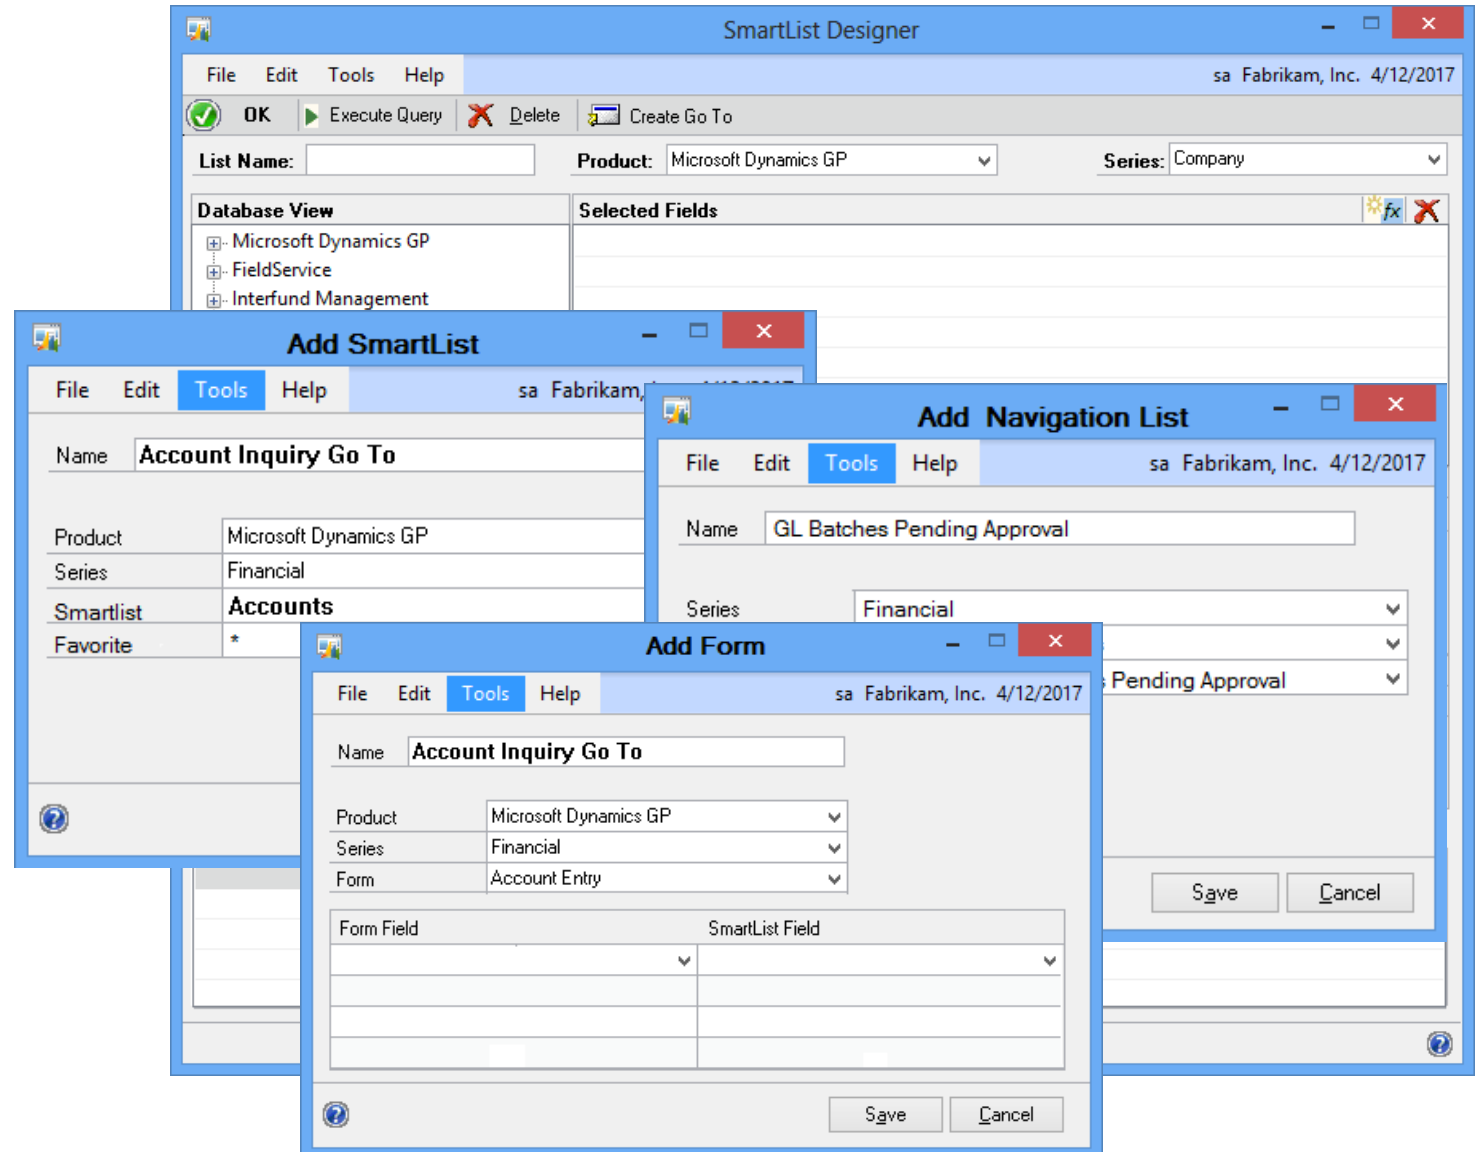 SmartList Designer
File Edit Tools Help
sa Fabrikam, Inc. 4/12/2017
OK Execute Query Delete Create Go To
List Name: Product: Microsoft Dynamics GP Series: Company
Database View Selected Fields fx
Microsoft Dynamics GP
FieldService
Interfund Management
Add SmartList
File Edit Tools Help
sa Fabrikam,
Name Account Inquiry Go To
Product Microsoft Dynamics GP
Series Financial
Smartlist Accounts
Favorite *
Add Navigation List
File Edit Tools Help
sa Fabrikam, Inc. 4/12/2017
Name GL Batches Pending Approval
Series Financial
Pending Approval
Save Cancel
Add Form
File Edit Tools Help
sa Fabrikam, Inc. 4/12/2017
Name Account Inquiry Go To
Product Microsoft Dynamics GP
Series Financial
Form Account Entry
Form Field SmartList Field
Save Cancel